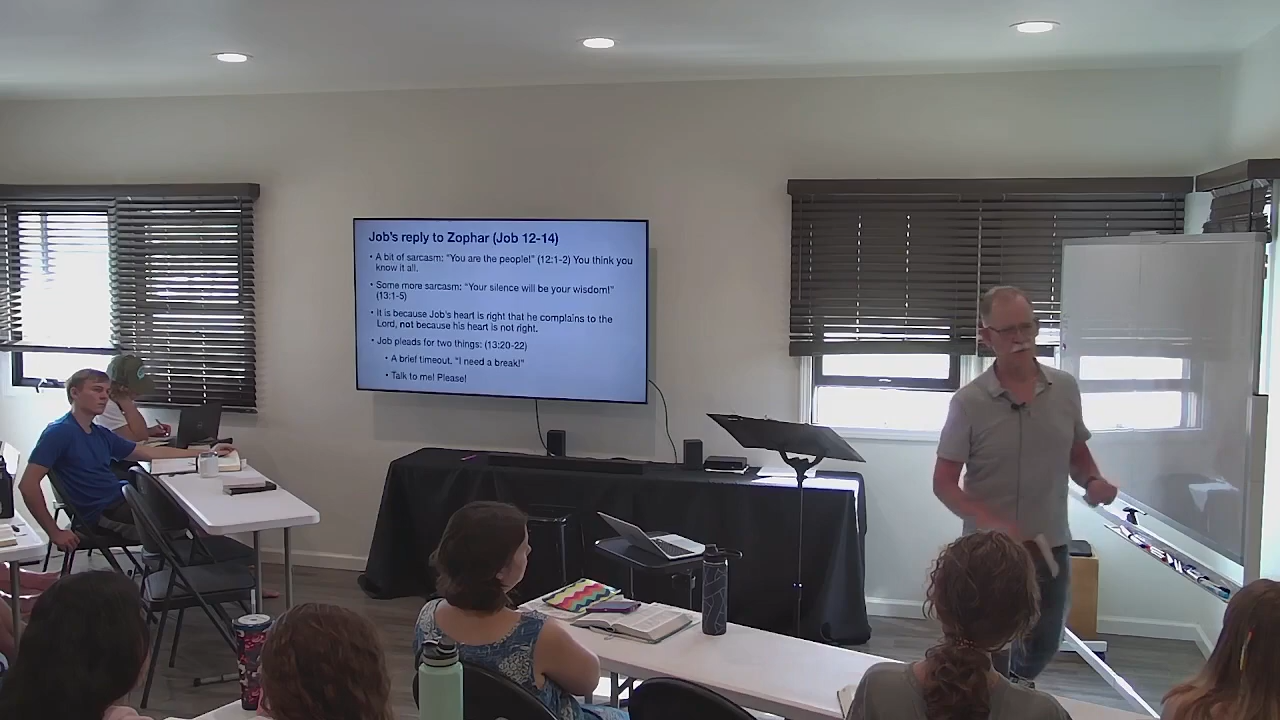 Job's reply to Zophar (Job 12-14)
• A bit of sarcasm: "You are the people!" (12:1-2) You think you
know it all.
• Some more sarcasm: "Your silence will be your wisdom!"
(13:1-5)
• It is because Job's heart is right that he complains to the
Lord, not because his heart is not right.
• Job pleads for two things: (13:20-22)
• A brief timeout. "I need a break!"
• Talk to me! Please!